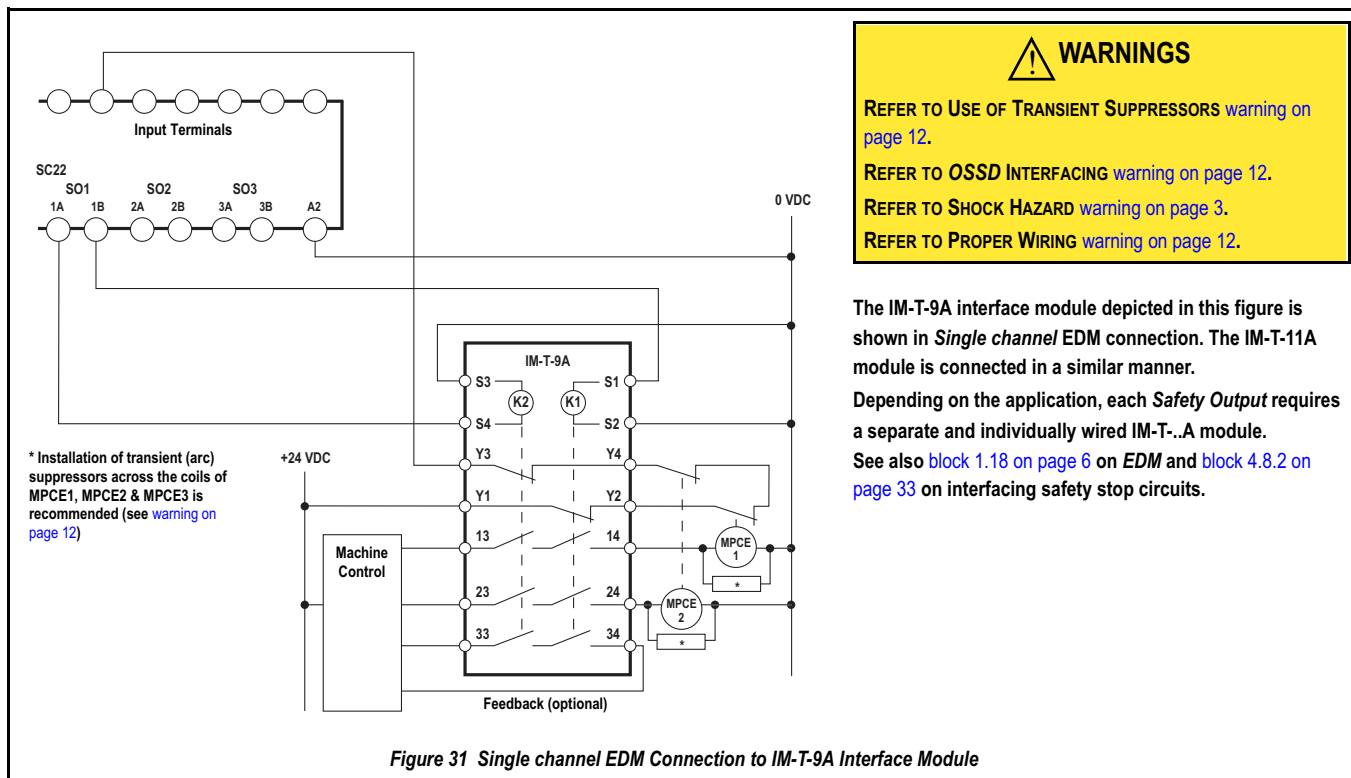 Input Terminals
SC22
SO1 SO2 SO3
1A 1B 2A 2B 3A 3B A2
0 VDC
IM-T-9A
S3 S1
K2 K1
S4 S2
* Installation of transient (arc)
suppressors across the coils of
MPCE1, MPCE2 & MPCE3 is
recommended (see warning on
page 12)
+24 VDC
Y3 Y4
Y1 Y2
13 14
Machine
Control
MPCE
1
*
23 24
MPCE
2
*
33 34
Feedback (optional)
! WARNINGS
REFER TO USE OF TRANSIENT SUPPRESSORS warning on
page 12.
REFER TO OSSD INTERFACING warning on page 12.
REFER TO SHOCK HAZARD warning on page 3.
REFER TO PROPER WIRING warning on page 12.
The IM-T-9A interface module depicted in this figure is
shown in Single channel EDM connection. The IM-T-11A
module is connected in a similar manner.
Depending on the application, each Safety Output requires
a separate and individually wired IM-T-..A module.
See also block 1.18 on page 6 on EDM and block 4.8.2 on
page 33 on interfacing safety stop circuits.
Figure 31 Single channel EDM Connection to IM-T-9A Interface Module